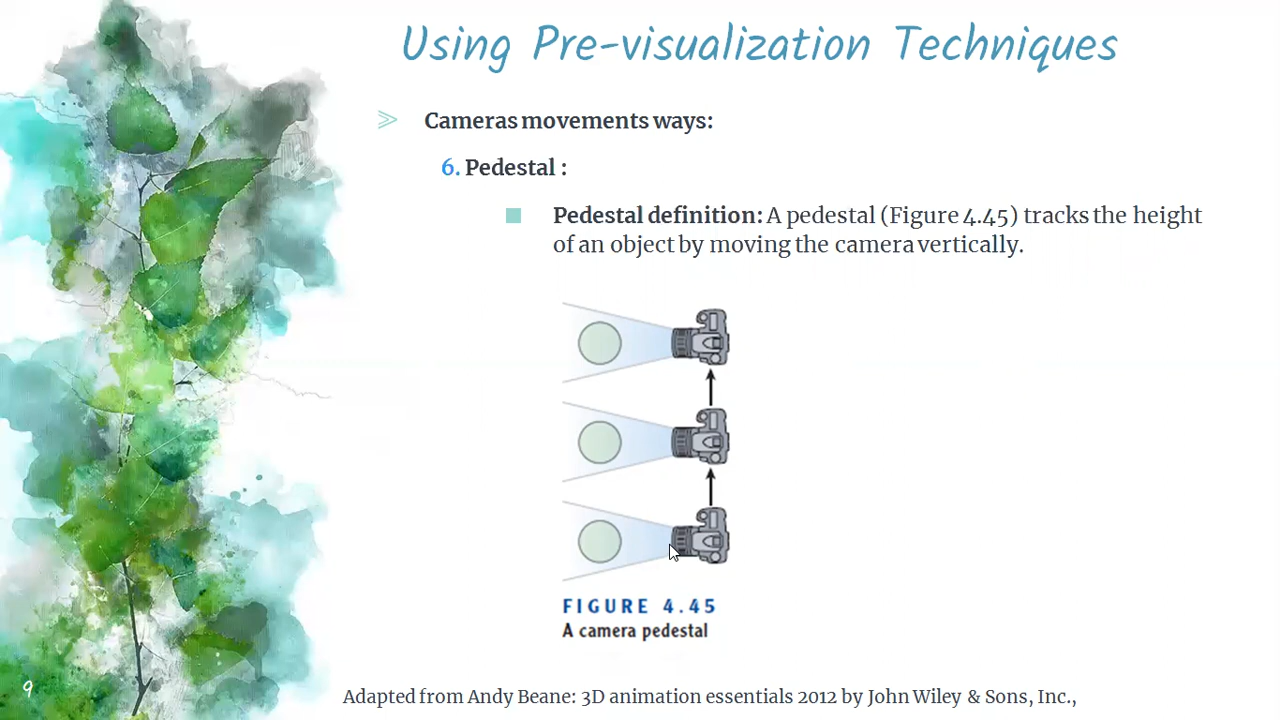 Using Pre-visualization Techniques
Cameras movements ways:
6. Pedestal :
Pedestal definition: A pedestal (Figure 4.45) tracks the height
of an object by moving the camera vertically.
FIGURE 4.45
A camera pedestal
9
Adapted from Andy Beane: 3D animation essentials 2012 by John Wiley & Sons, Inc.,